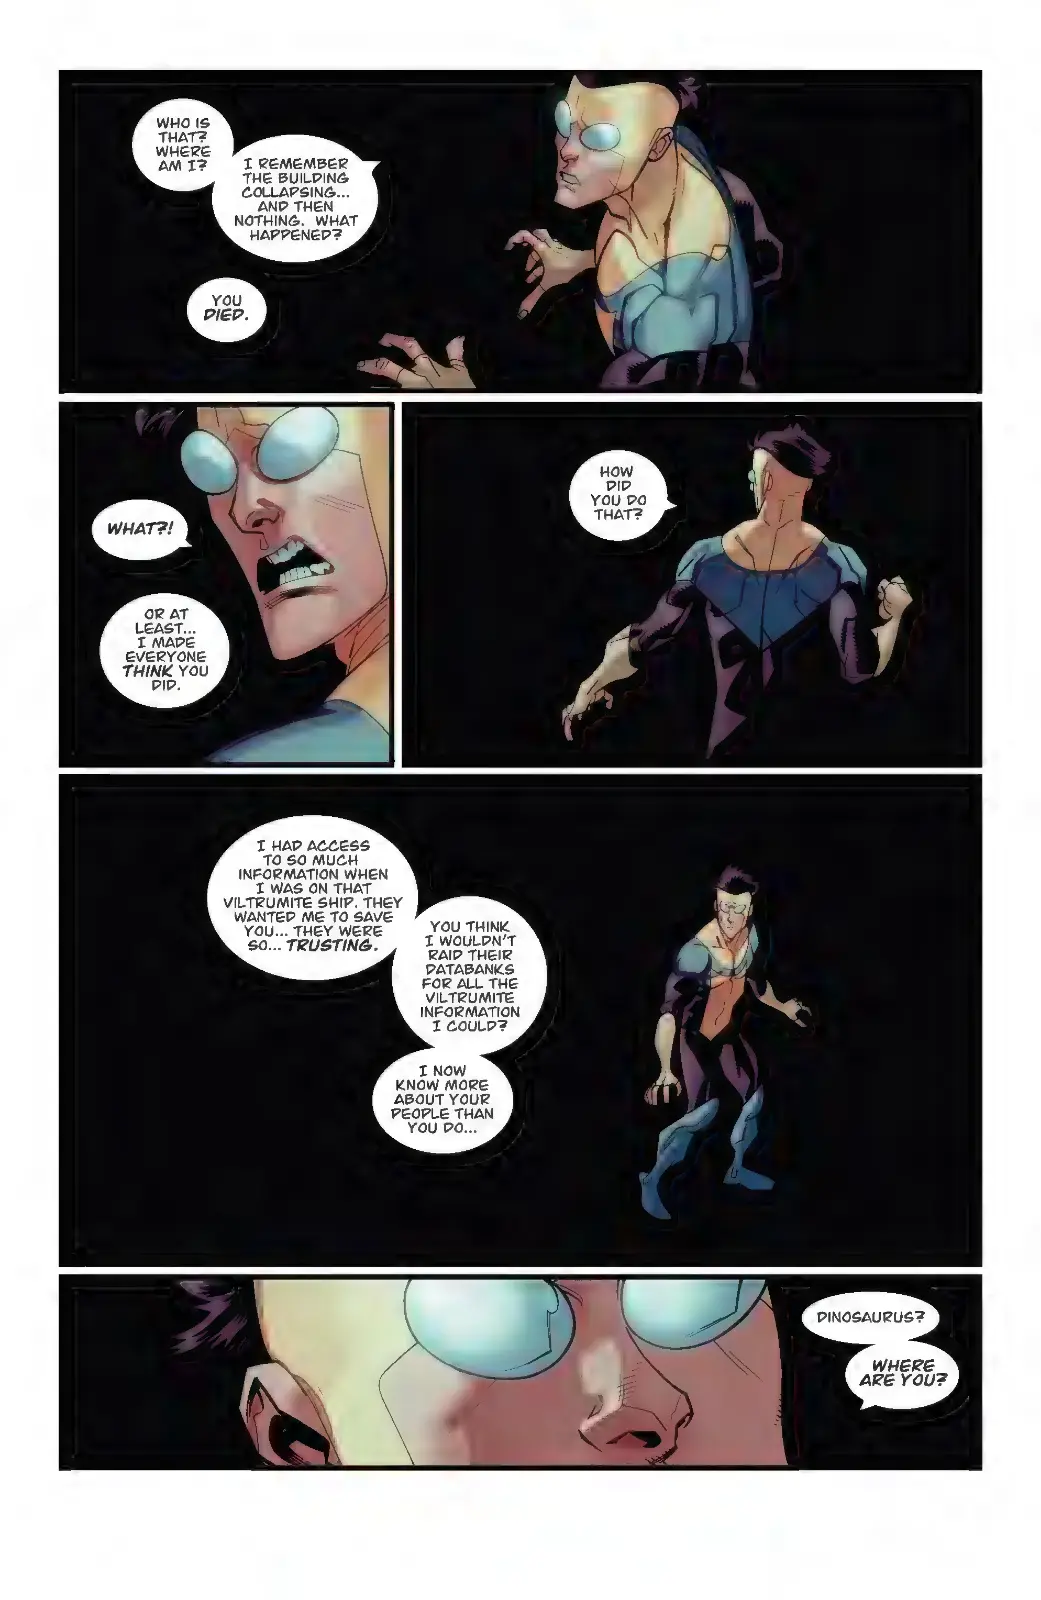 WHO IS
THAT?
WHERE
AM I?
I REMEMBER
THE BUILDING
COLLAPSING...
AND THEN
NOTHING. WHAT
HAPPENED?
YOU
DIED.
WHAT?!
OR AT
LEAST...
I MADE
EVERYONE
THINK YOU
DID.
HOW
DID
YOU DO
THAT?
I HAD ACCESS
TO SO MUCH
INFORMATION WHEN
I WAS ON THAT
VILTRUMITE SHIP. THEY
WANTED ME TO SAVE
YOU... THEY WERE
SO... TRUSTING.
YOU THINK
I WOULDN'T
RAID THEIR
DATABANKS
FOR ALL THE
VILTRUMITE
INFORMATION
I COULD?
I NOW
KNOW MORE
ABOUT YOUR
PEOPLE THAN
YOU DO...
DINOSAURUS?
WHERE
ARE YOU?